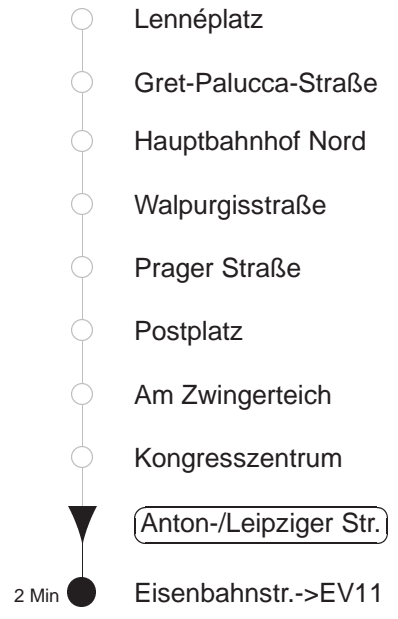 Lennéplatz
Gret-Palucca-Straße
Hauptbahnhof Nord
Walpurgisstraße
Prager Straße
Postplatz
Am Zwingerteich
Kongresszentrum
Anton-/Leipziger Str.
2 Min Eisenbahnstr.->EV11